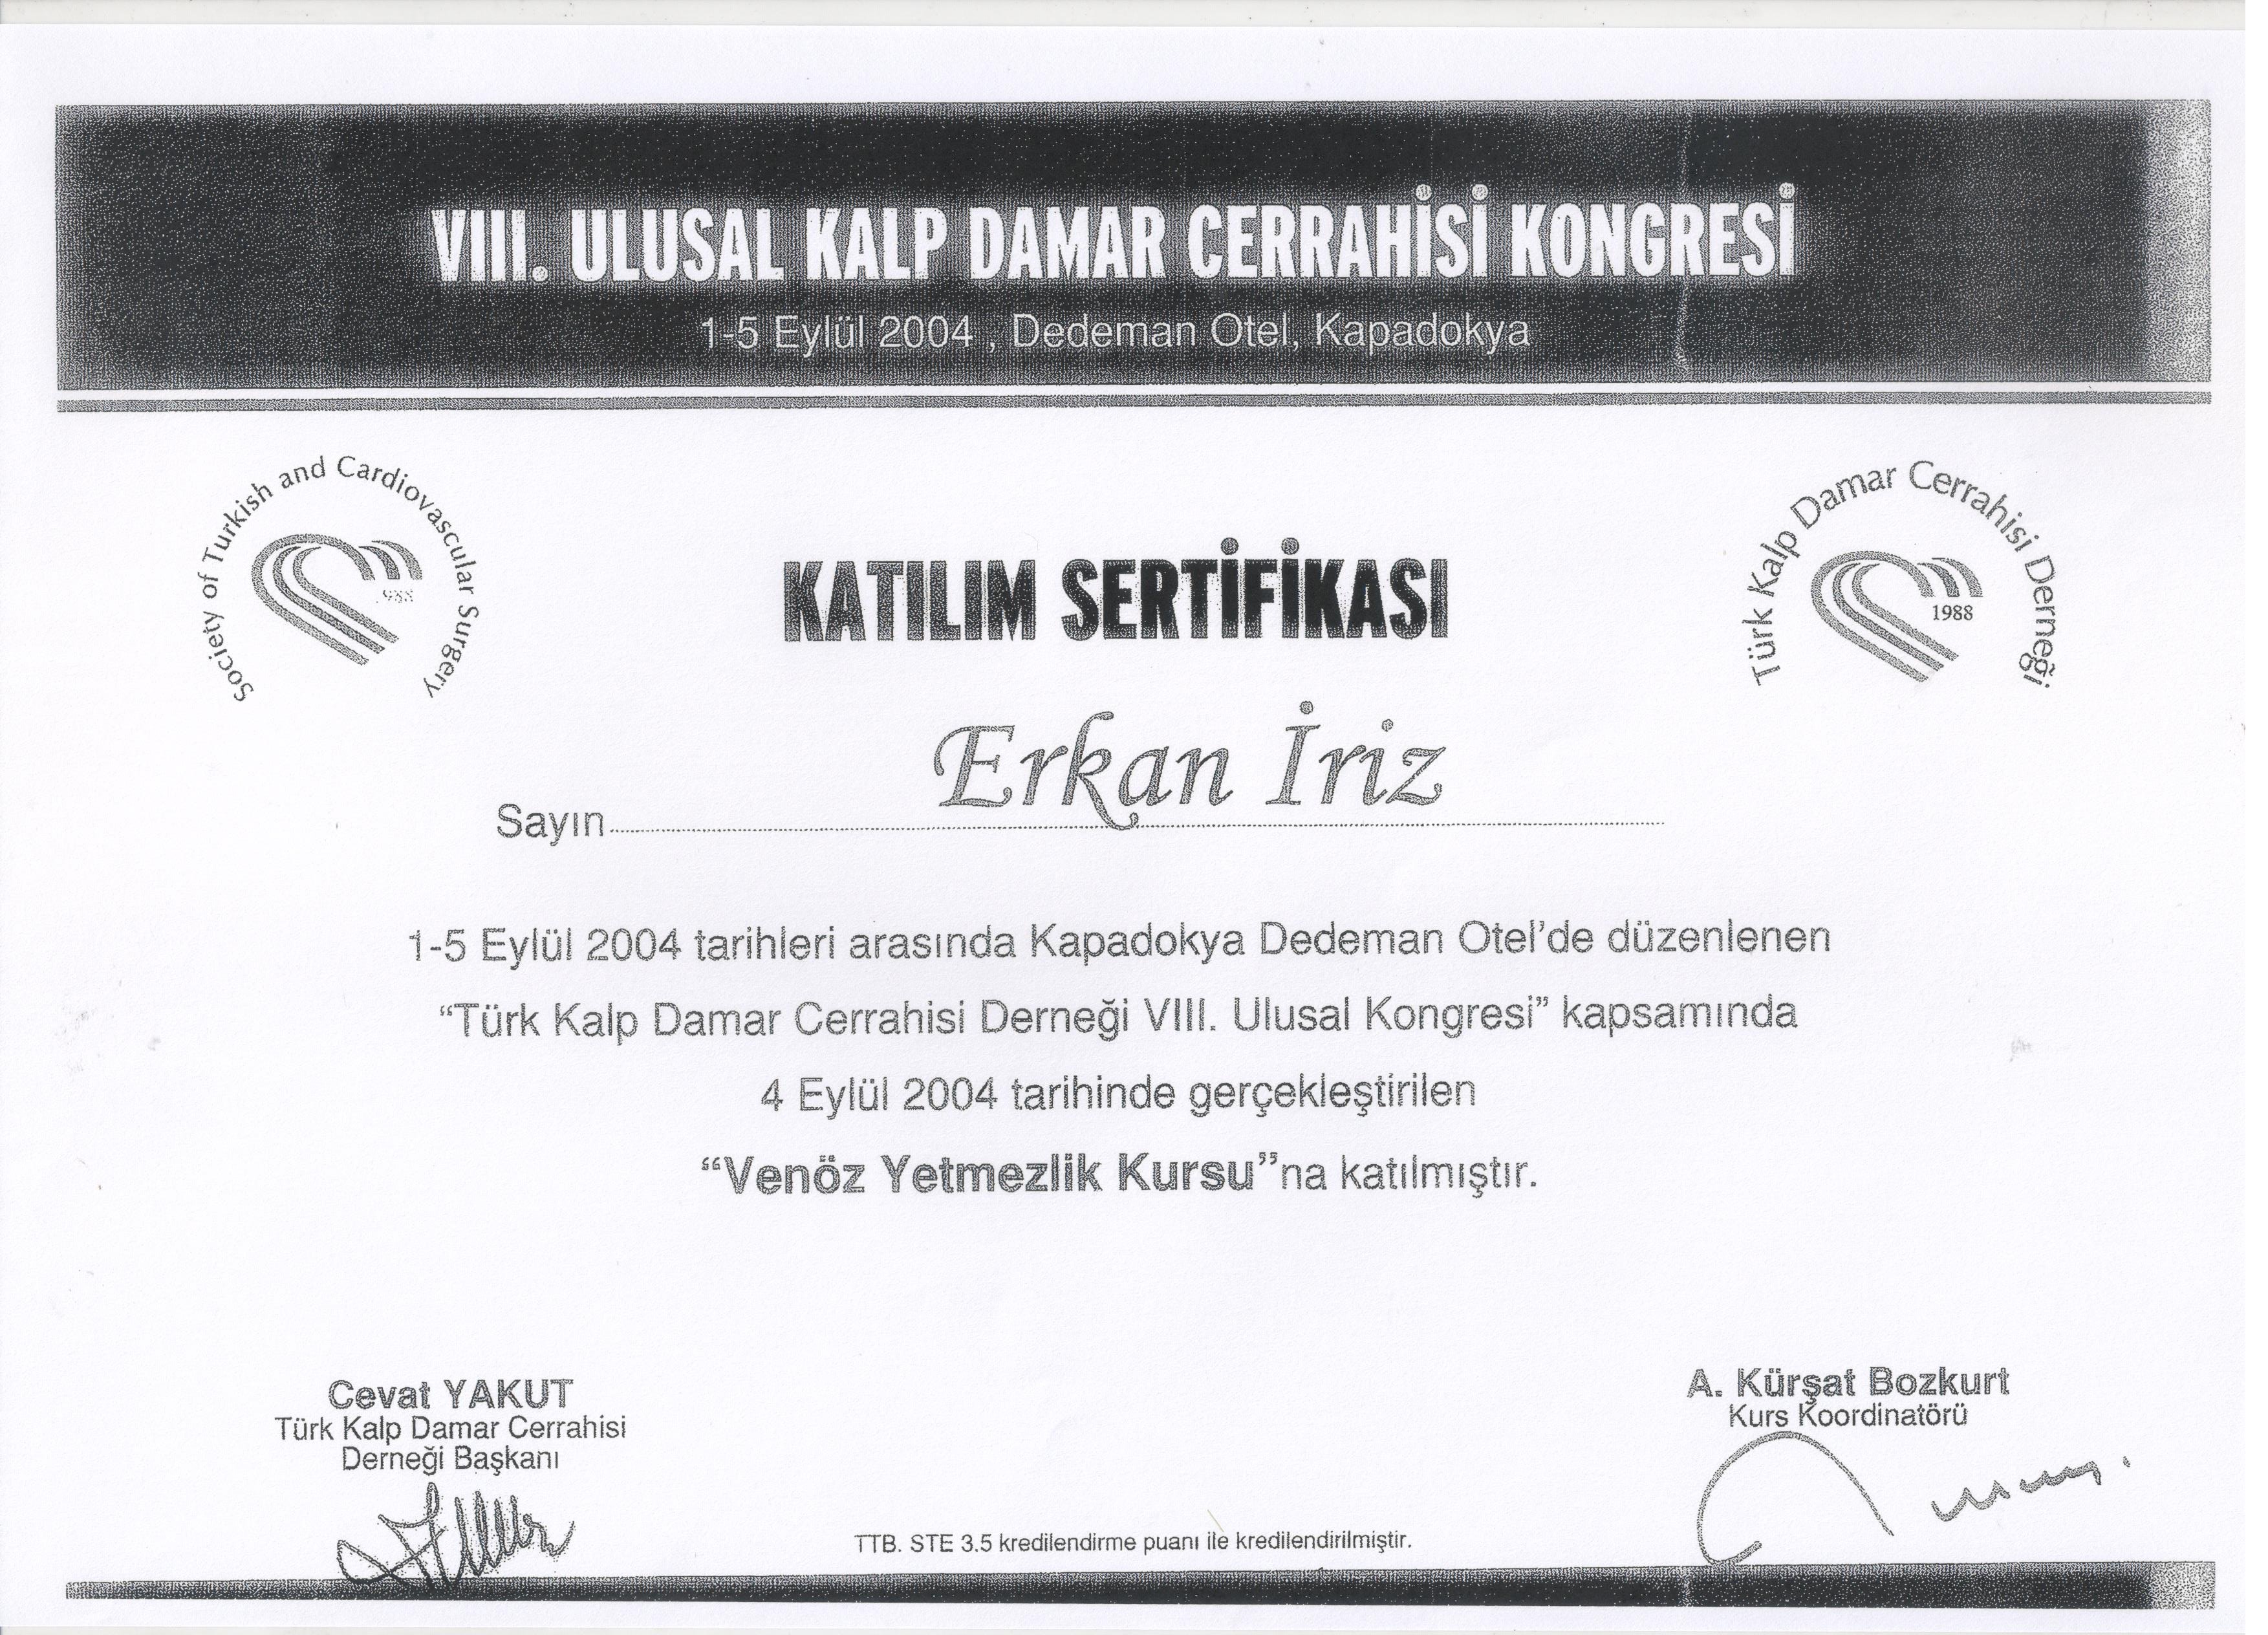 VIII. ULUSAL KALP DAMAR CERRAHİSİ KONGRESİ
1-5 Eylül 2004 , Dedeman Otel, Kapadokya
Society of Turkish and Cardiovascular Surgery
1988
Türk Kalp Damar Cerrahisi Derneği
1988
KATILIM SERTİFİKASI
Sayın Erkan İriz
1-5 Eylül 2004 tarihleri arasında Kapadokya Dedeman Otel'de düzenlenen
“Türk Kalp Damar Cerrahisi Derneği VIII. Ulusal Kongresi” kapsamında
4 Eylül 2004 tarihinde gerçekleştirilen
“Venöz Yetmezlik Kursu”na katılmıştır.
Cevat YAKUT
Türk Kalp Damar Cerrahisi
Derneği Başkanı
A. Kürşat Bozkurt
Kurs Koordinatörü
TTB. STE 3.5 kredilendirme puanı ile kredilendirilmiştir.